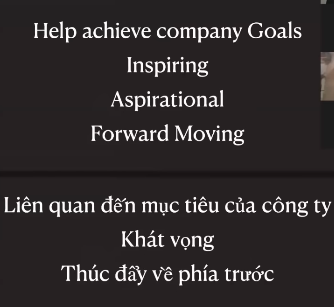 Help achieve company Goals
Inspiring
Aspirational
Forward Moving
Liên quan đến mục tiêu của công ty
Khát vọng
Thúc đẩy về phía trước